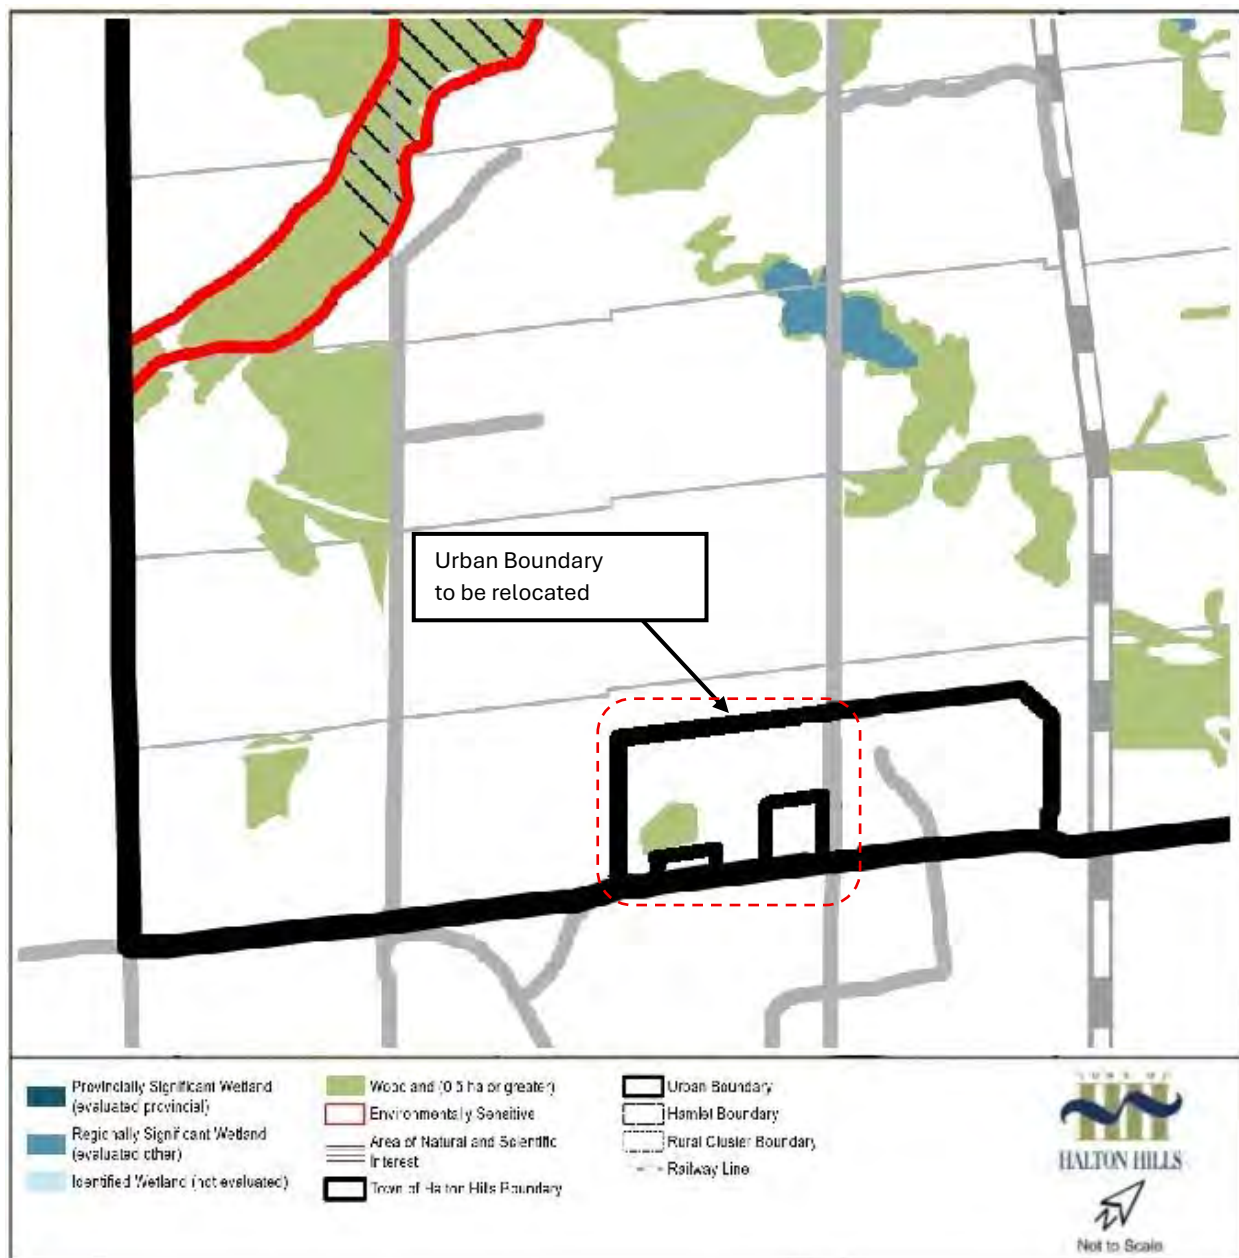 Urban Boundary
to be relocated
Provincially Significant Wetland
(evaluated provincial)
Regionally Significant Wetland
(evaluated other)
Identified Wetland (not evaluated)
Woodland (0.5 ha or greater)
Environmentally Sensitive
Area of Natural and Scientific
Interest
Town of Halton Hills Boundary
Urban Boundary
Hamlet Boundary
Rural Cluster Boundary
Railway Line
TOWN OF
HALTON HILLS
Not to Scale